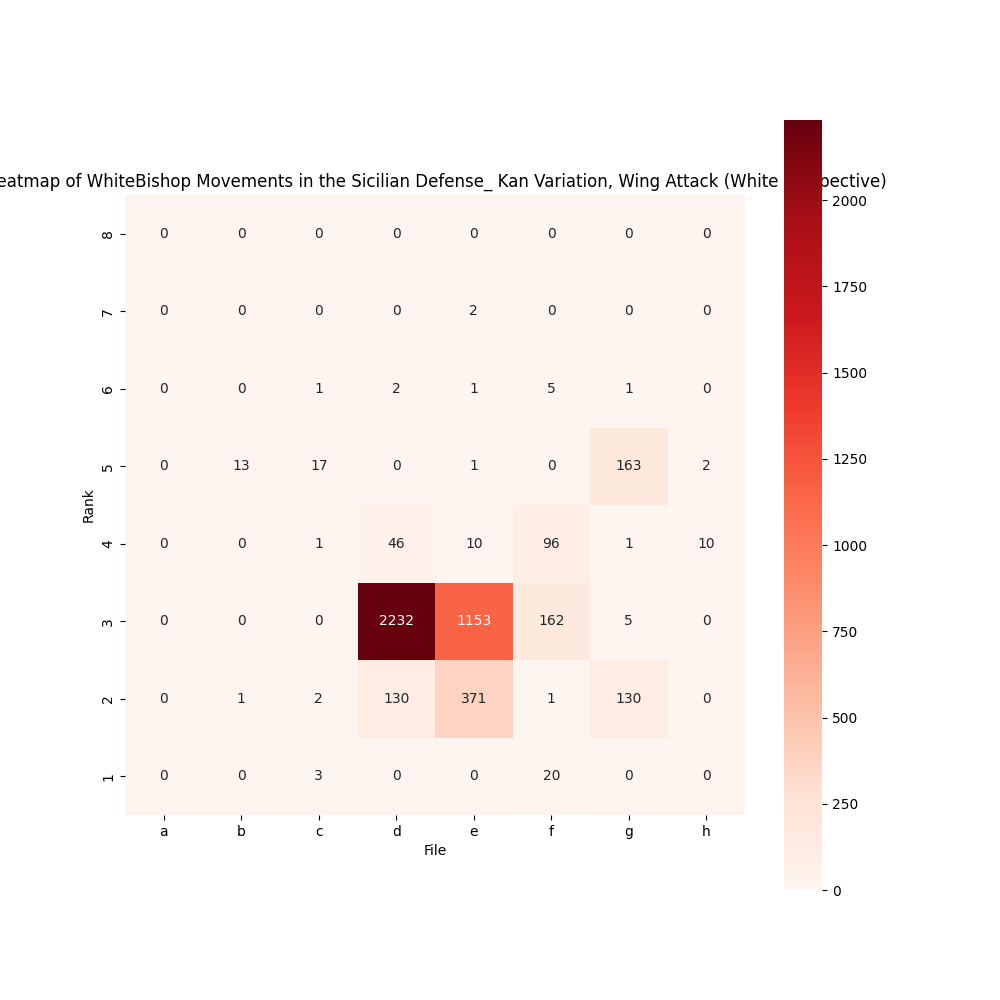 eatmap of WhiteBishop Movements in the Sicilian Defense_ Kan Variation, Wing Attack (White pective)
8 0 0 0 0 0 0 0 0
7 0 0 0 0 2 0 0 0
6 0 0 1 2 1 5 1 0
5 0 13 17 0 1 0 163 2
4 0 0 1 46 10 96 1 10
3 0 0 0 2232 1153 162 5 0
2 0 1 2 130 371 1 130 0
1 0 0 3 0 0 20 0 0
a b c d e f g h
File
Rank
2000
1750
1500
1250
1000
750
500
250
0